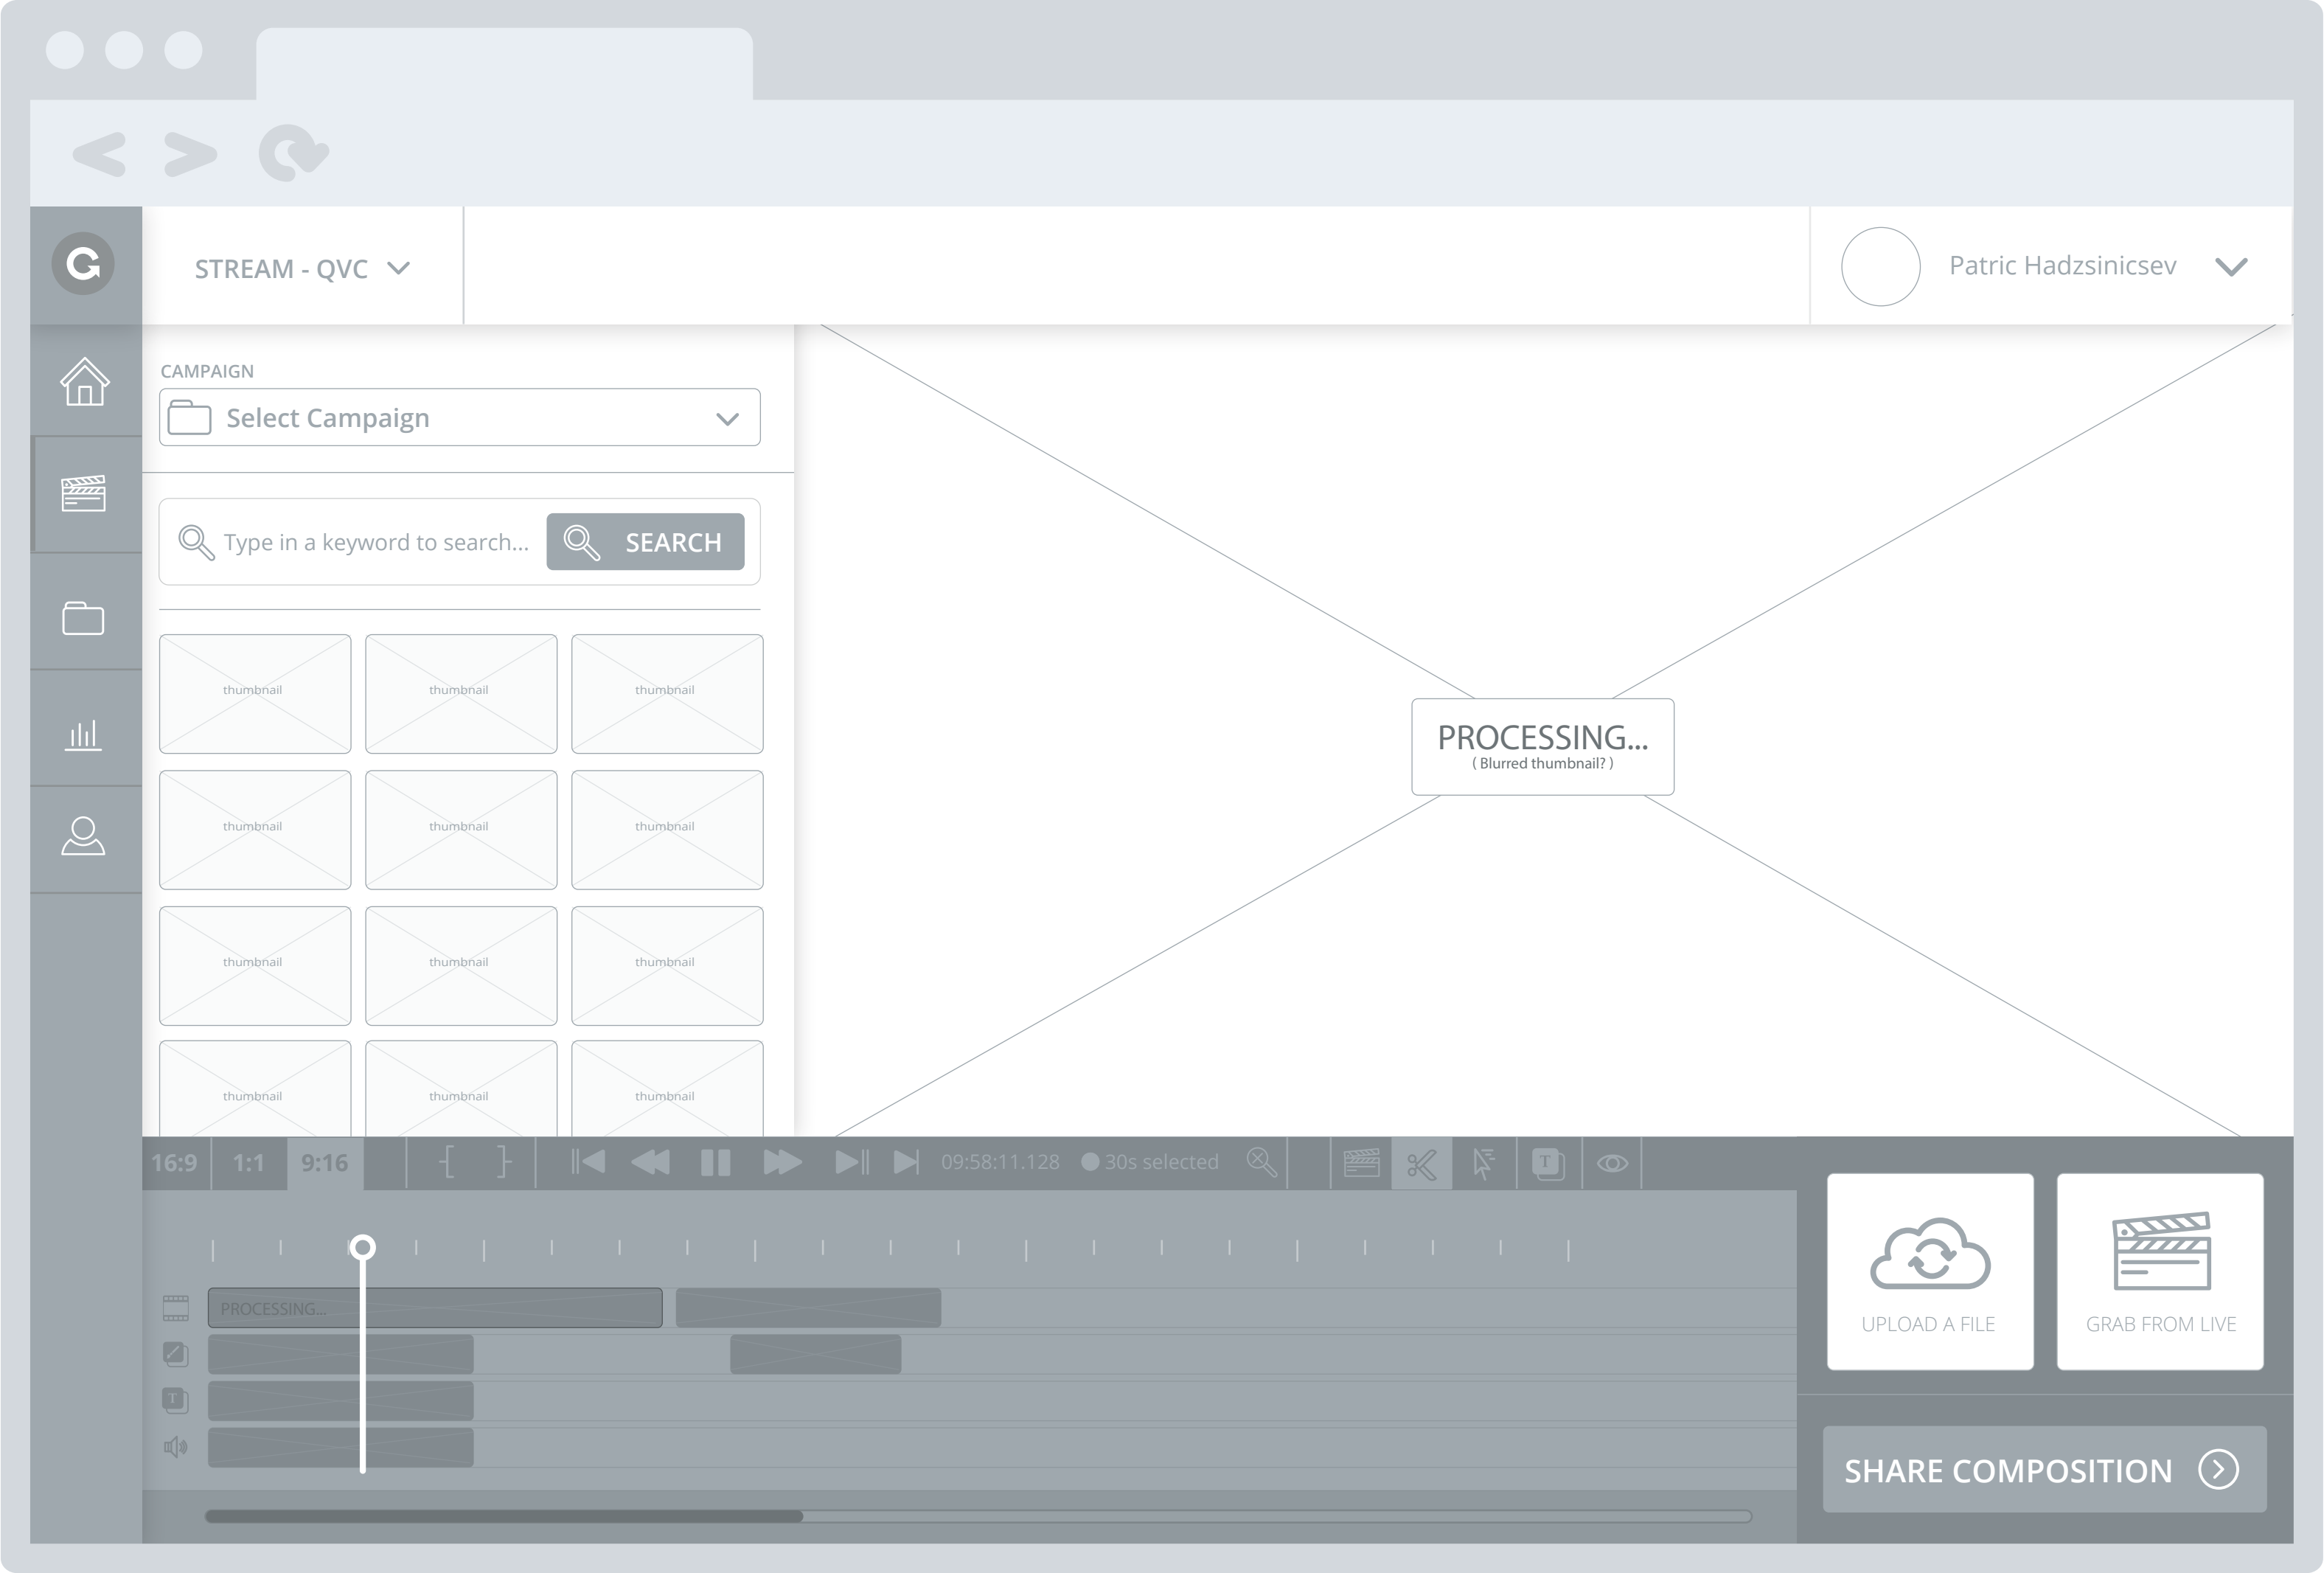 STREAM - QVC
Patric Hadzsinicsev
CAMPAIGN
Select Campaign
Type in a keyword to search...
SEARCH
thumbnail
thumbnail
thumbnail
thumbnail
thumbnail
thumbnail
thumbnail
thumbnail
thumbnail
thumbnail
thumbnail
thumbnail
PROCESSING...
( Blurred thumbnail? )
16:9
1:1
9:16
09:58:11.128
30s selected
T
PROCESSING...
T
UPLOAD A FILE
GRAB FROM LIVE
SHARE COMPOSITION